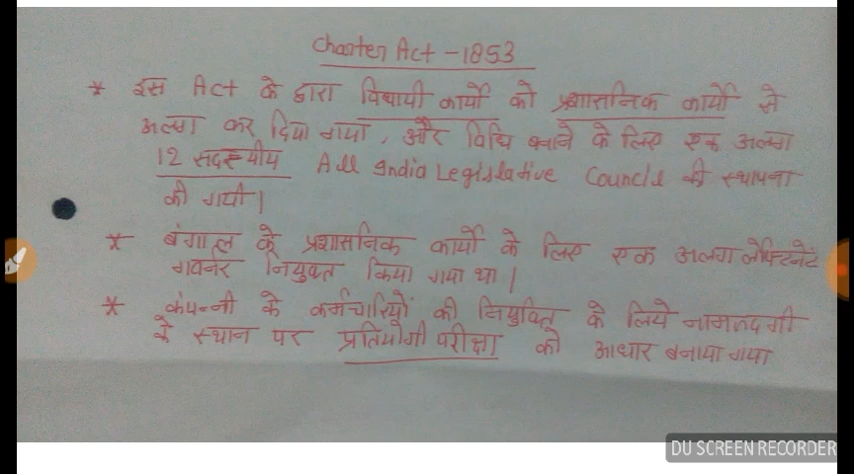 Charter Act - 1853
* इस Act के द्वारा विधायी कार्यो को प्रशासनिक कार्यो से
अलग कर दिया गया, और विधि बनाने के लिए एक अलग
12 सदस्यीय All India Legislative Council की स्थापना
की गयी।
* बंगाल के प्रशासनिक कार्यो के लिए एक अलग लेफ्टिनेंट
गवर्नर नियुक्त किया गया था।
* कंपन्नी के कर्मचारियों की नियुक्ति के लिये नामजदगी
के स्थान पर प्रतियोगी परीक्षा को आधार बनाया गया
DU SCREEN RECORDER